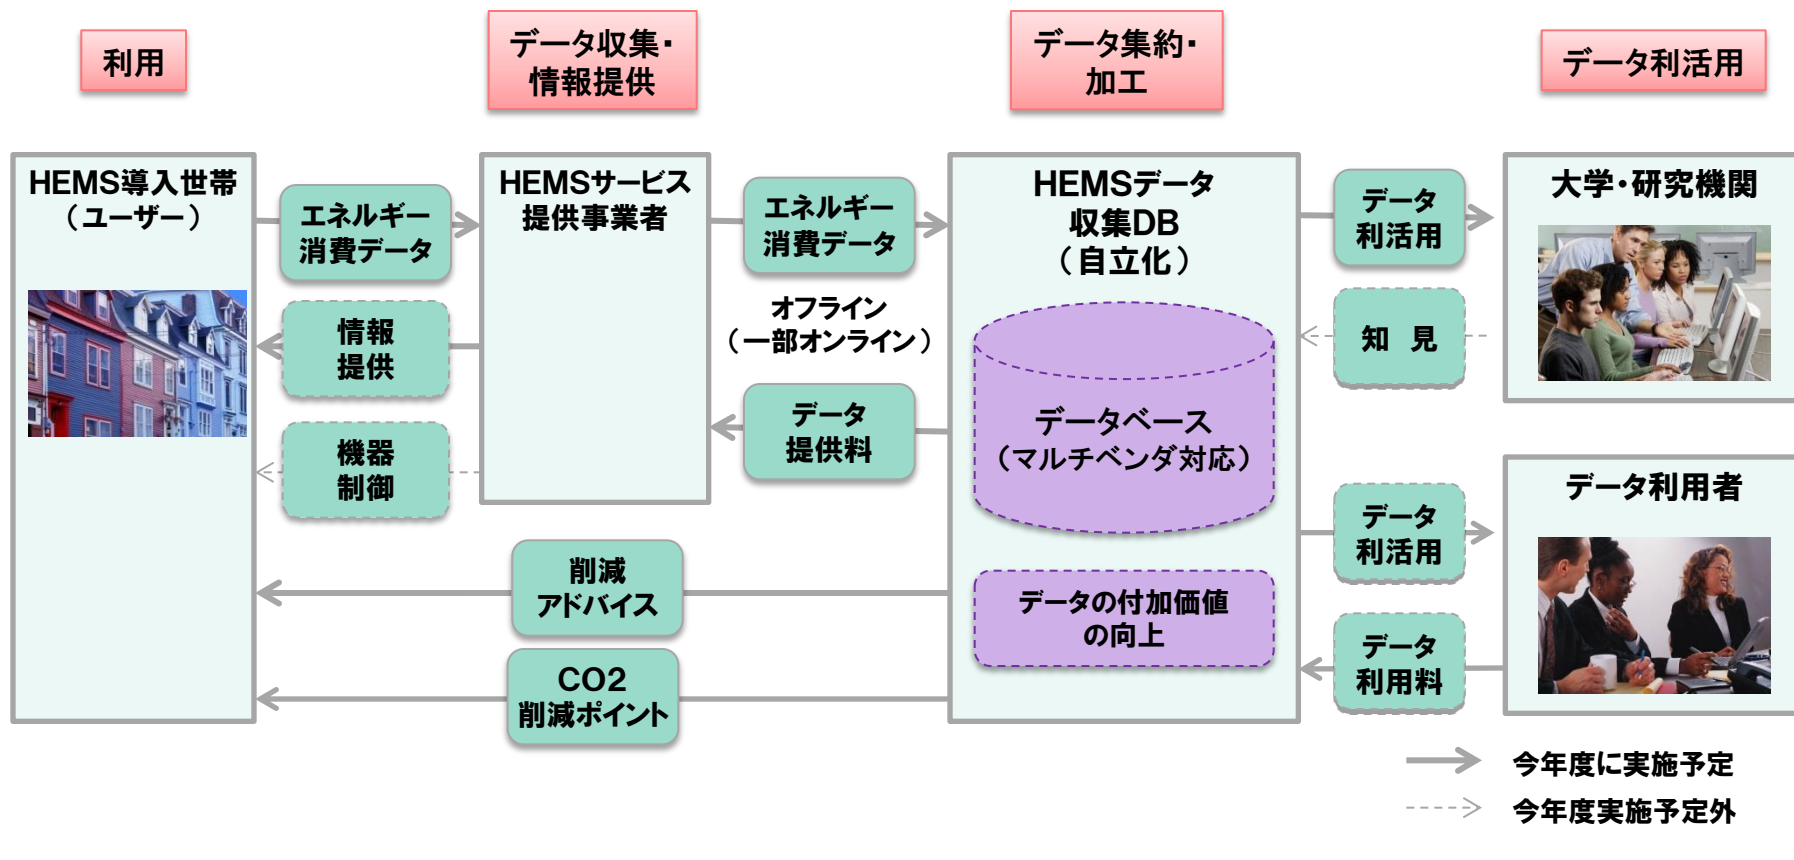 利用
データ収集・
情報提供
データ集約・
加工
データ利活用
HEMS導入世帯
（ユーザー）
エネルギー
消費データ
情報
提供
機器
制御
HEMSサービス
提供事業者
エネルギー
消費データ
オフライン
（一部オンライン）
データ
提供料
削減
アドバイス
CO2
削減ポイント
HEMSデータ
収集DB
（自立化）
データベース
（マルチベンダ対応）
データの付加価値
の向上
データ
利活用
知 見
データ
利活用
データ
利用料
大学・研究機関
データ利用者
今年度に実施予定
今年度実施予定外